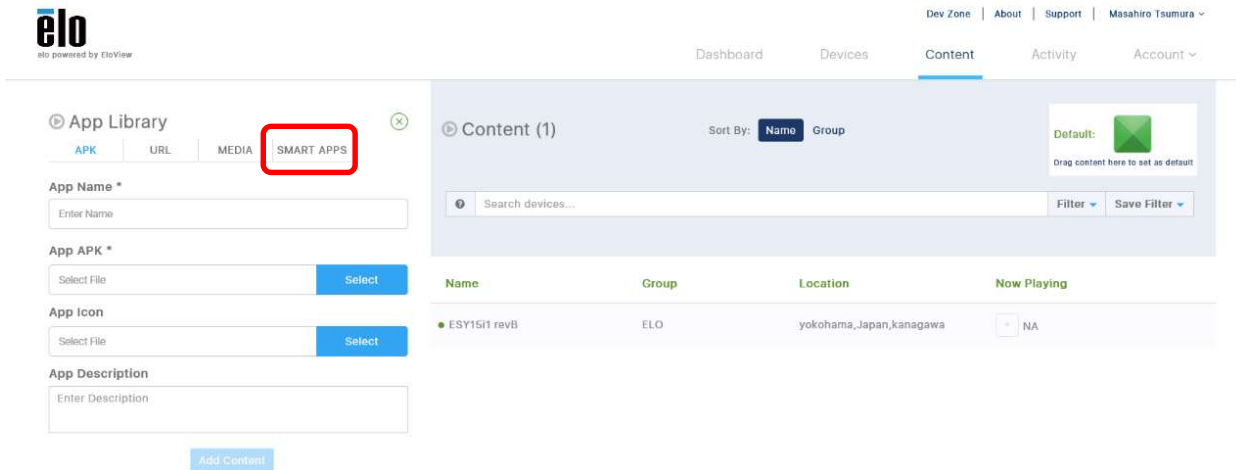 Dev Zone | About | Support | Masahiro Tsumura
elo
elo powered by EloView
Dashboard Devices Content Activity Account
App Library
APK URL MEDIA SMART APPS
App Name *
Enter Name
App APK *
Select File Select
App Icon
Select File Select
App Description
Enter Description
Add Content
Content (1)
Sort By: Name Group
Default:
Drag content here to set as default
Search devices... Filter Save Filter
Name Group Location Now Playing
ESY15i1 revB ELO yokohama,Japan,kanagawa NA